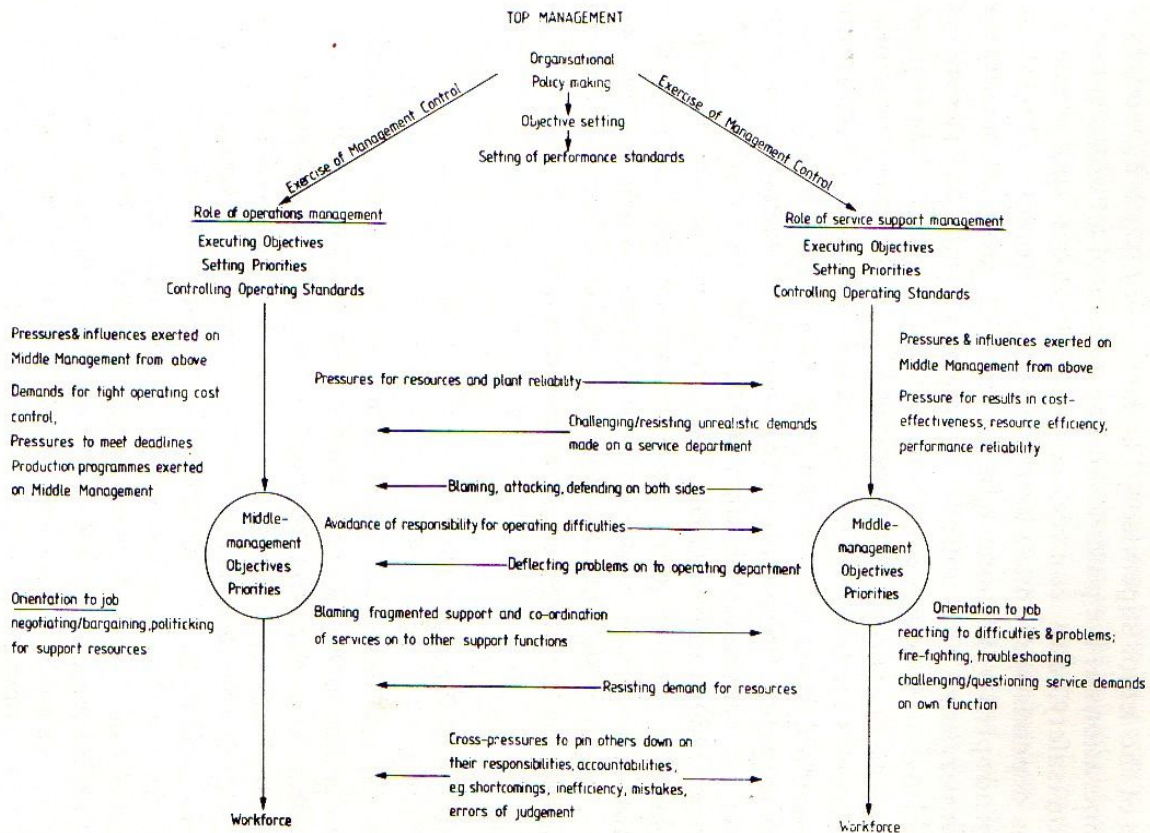 TOP MANAGEMENT
Organisational
Policy making
Objective setting
Setting of performance standards
Exercise of Management Control
Exercise of Management Control
Role of operations management
Executing Objectives
Setting Priorities
Controlling Operating Standards
Role of service support management
Executing Objectives
Setting Priorities
Controlling Operating Standards
Pressures & influences exerted on
Middle Management from above
Demands for tight operating cost
control,
Pressures to meet deadlines
Production programmes exerted
on Middle Management
Pressures & influences exerted on
Middle Management from above
Pressure for results in cost-
effectiveness, resource efficiency,
performance reliability
Pressures for resources and plant reliability
Challenging/resisting unrealistic demands
made on a service department
Blaming, attacking, defending on both sides
Avoidance of responsibility for operating difficulties
Deflecting problems on to operating department
Middle-
management
Objectives
Priorities
Middle-
management
Objectives
Priorities
Orientation to job
negotiating/bargaining, politicking
for support resources
Blaming fragmented support and co-ordination
of services on to other support functions
Orientation to job
reacting to difficulties & problems;
fire-fighting, troubleshooting
challenging/questioning service demands
on own function
Resisting demand for resources
Cross-pressures to pin others down on
their responsibilities, accountabilities,
e.g shortcomings, inefficiency, mistakes,
errors of judgement
Workforce
Workforce